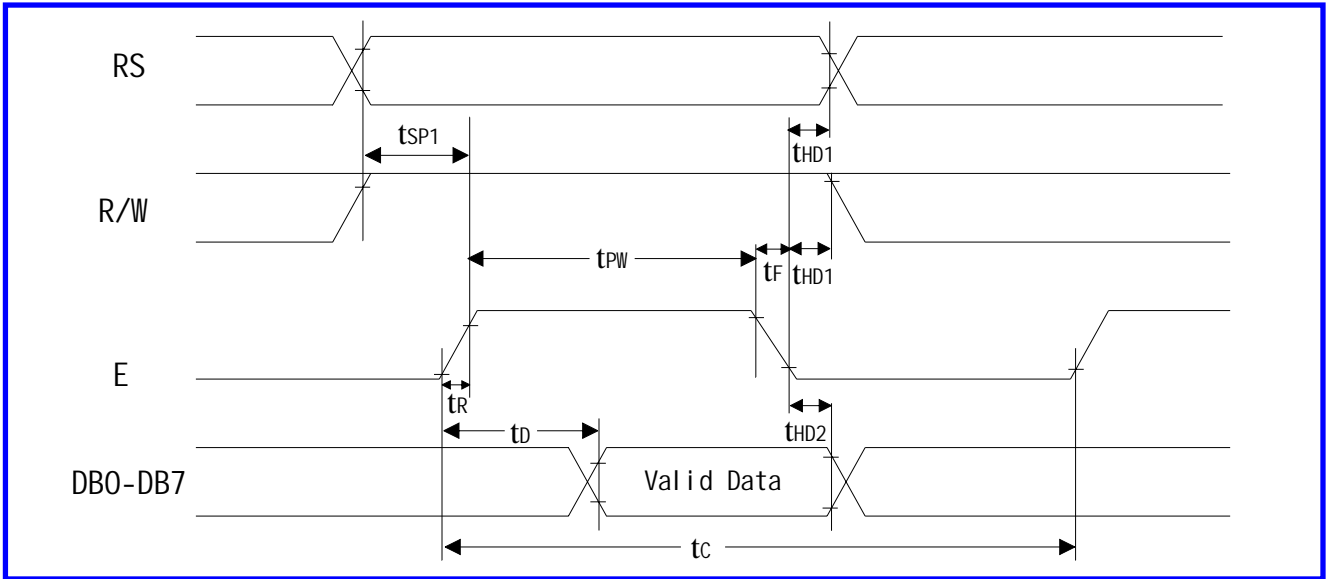 RS
tSP1
tHD1
R/W
tPW
tF
tHD1
E
tR
tD
tHD2
DB0-DB7
Valid Data
tC